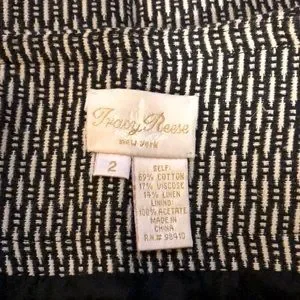 Tracy Reese
new york
2
SELF:
69% COTTON
17% VISCOSE
14% LINEN
LINING:
100% ACETATE
MADE IN
CHINA
R.N.# 98410